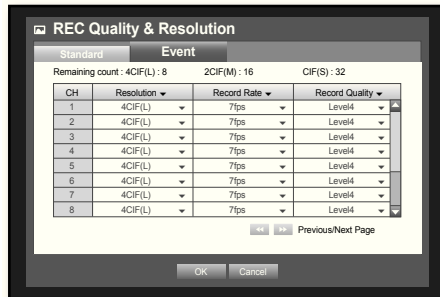 REC Quality & Resolution
Standard Event
Remaining count : 4CIF(L) : 8 2CIF(M) : 16 CIF(S) : 32
CH Resolution Record Rate Record Quality
1 4CIF(L) 7fps Level4
2 4CIF(L) 7fps Level4
3 4CIF(L) 7fps Level4
4 4CIF(L) 7fps Level4
5 4CIF(L) 7fps Level4
6 4CIF(L) 7fps Level4
7 4CIF(L) 7fps Level4
8 4CIF(L) 7fps Level4
Previous/Next Page
OK Cancel